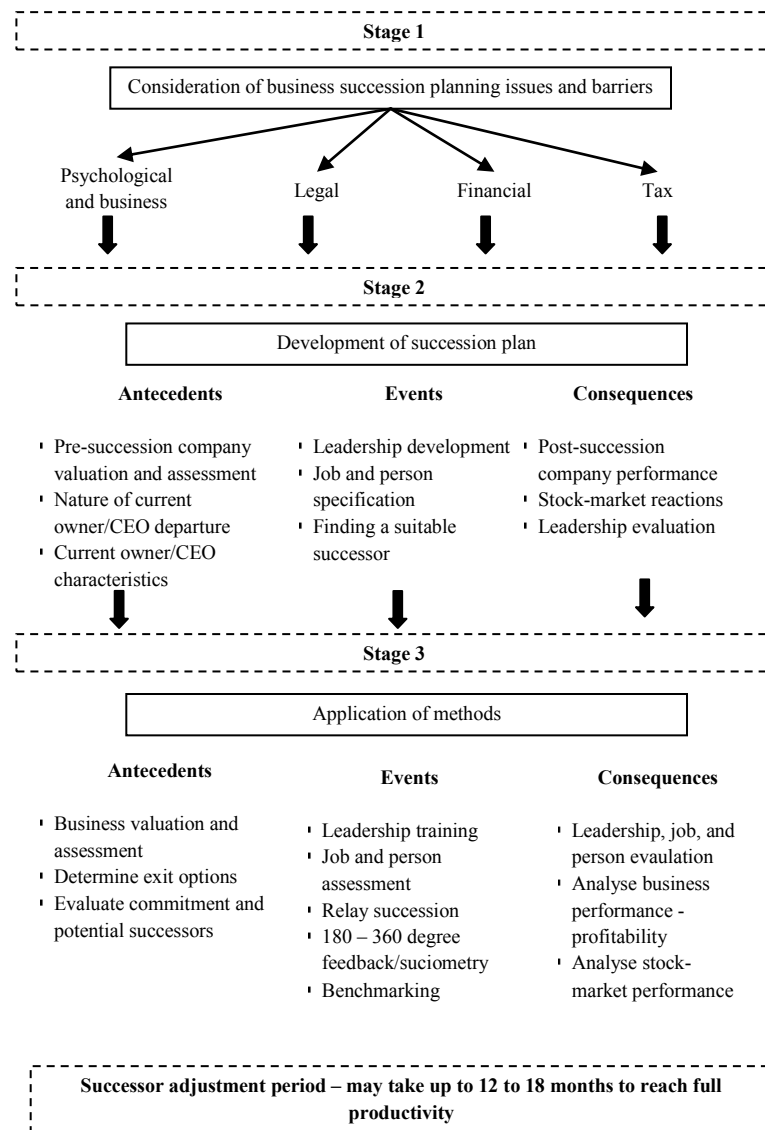 Stage 1
Consideration of business succession planning issues and barriers
Psychological
and business
Legal
Financial
Tax
Stage 2
Development of succession plan
Antecedents
Pre-succession company
valuation and assessment
Nature of current
owner/CEO departure
Current owner/CEO
characteristics
Events
Leadership development
Job and person
specification
Finding a suitable
successor
Consequences
Post-succession
company performance
Stock-market reactions
Leadership evaluation
Stage 3
Application of methods
Antecedents
Business valuation and
assessment
Determine exit options
Evaluate commitment and
potential successors
Events
Leadership training
Job and person
assessment
Relay succession
180 – 360 degree
feedback/suciometry
Benchmarking
Consequences
Leadership, job, and
person evaulation
Analyse business
performance -
profitability
Analyse stock-
market performance
Successor adjustment period – may take up to 12 to 18 months to reach full
productivity